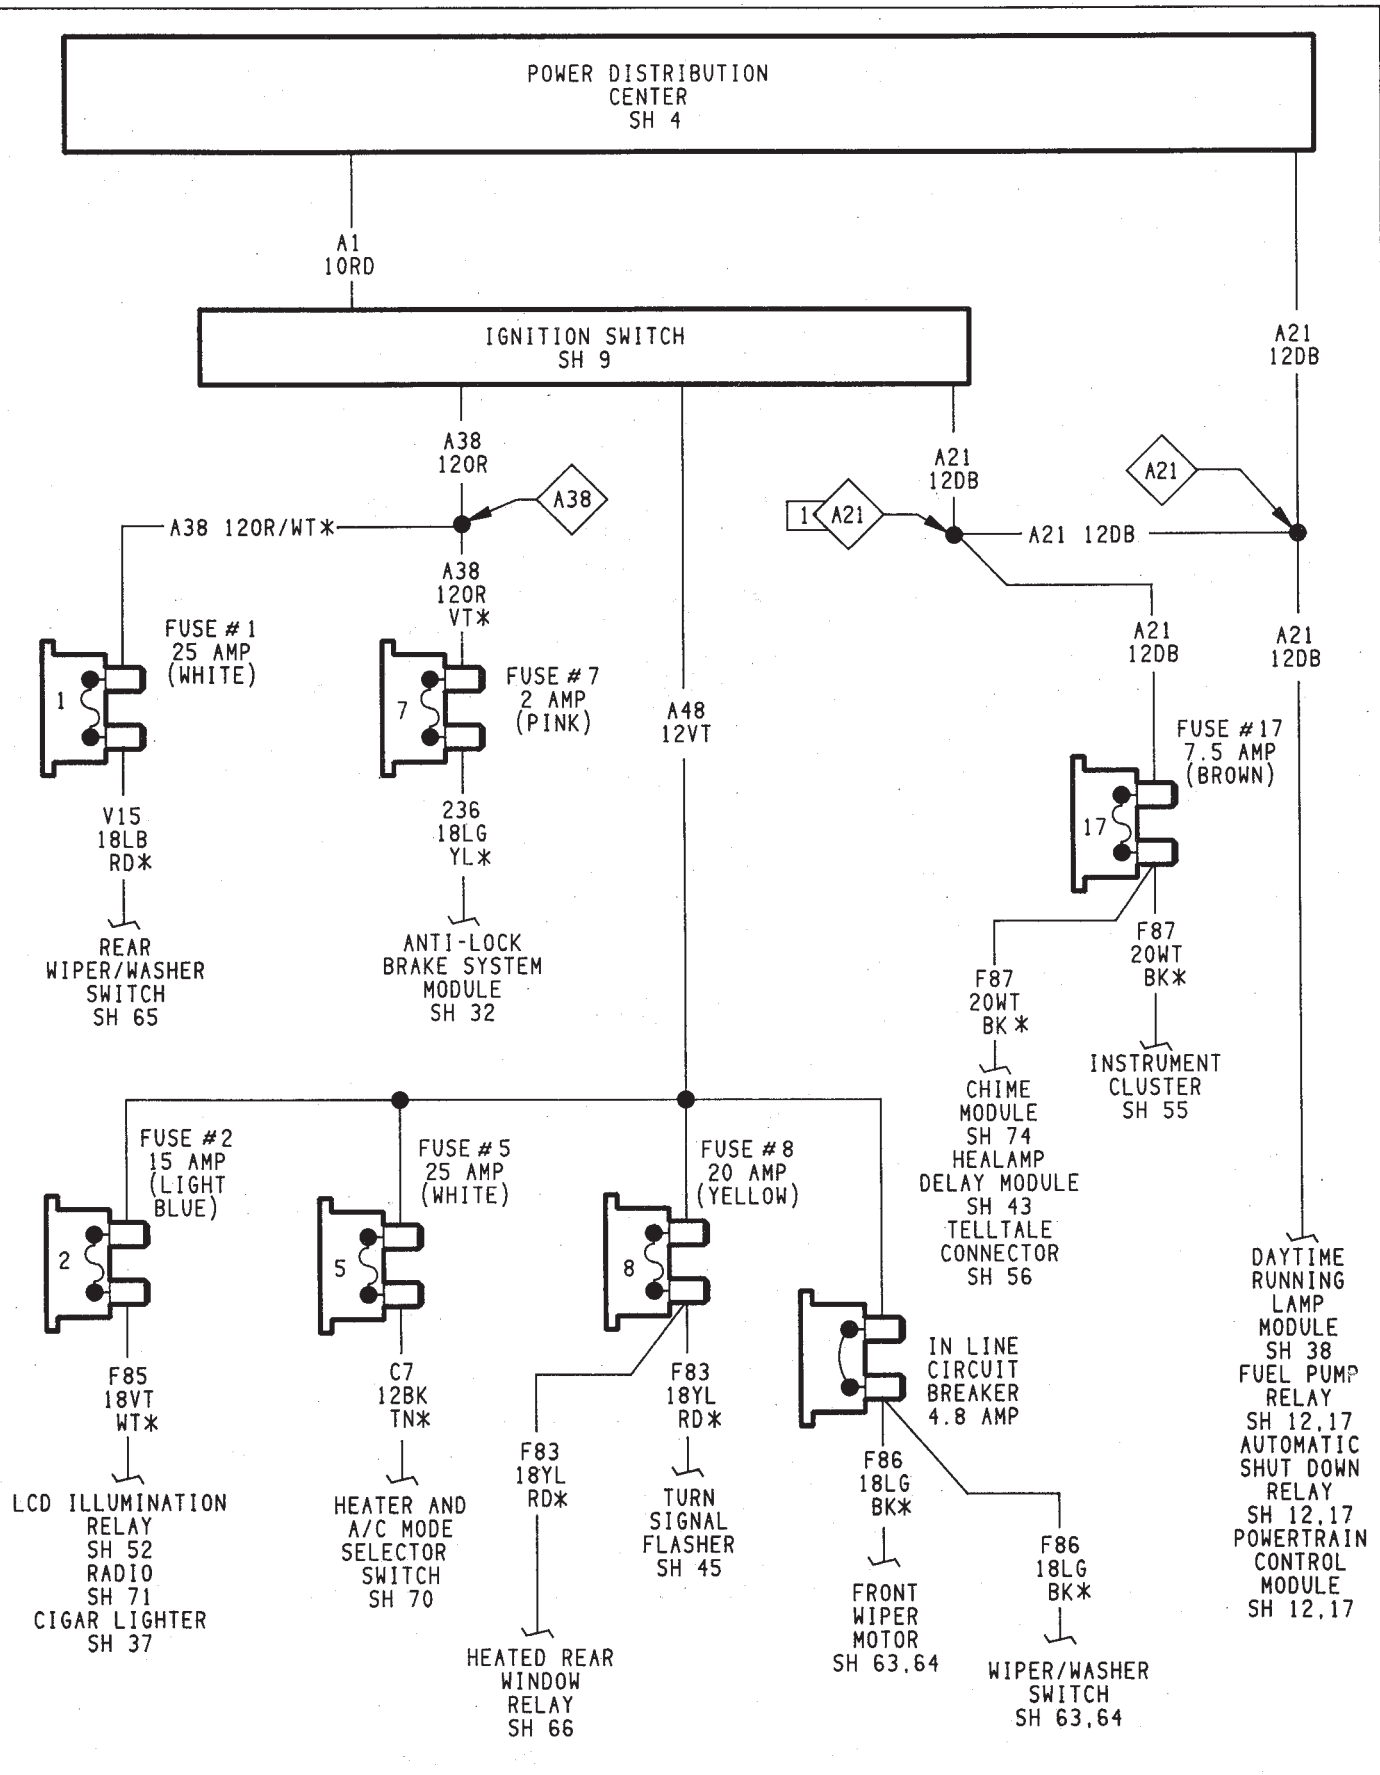 POWER DISTRIBUTION
CENTER
SH 4
A1
10RD
IGNITION SWITCH
SH 9
A21
12DB
A38
12OR
A38
A21
12DB
1
A21
A21
A38 12OR/WT*
A21 12DB
A38
12OR
VT*
FUSE #1
25 AMP
(WHITE)
1
FUSE #7
2 AMP
(PINK)
7
A48
12VT
A21
12DB
A21
12DB
FUSE #17
7.5 AMP
(BROWN)
17
V15
18LB
RD*
236
18LG
YL*
REAR
WIPER/WASHER
SWITCH
SH 65
ANTI-LOCK
BRAKE SYSTEM
MODULE
SH 32
F87
20WT
BK*
F87
20WT
BK*
INSTRUMENT
CLUSTER
SH 55
CHIME
MODULE
SH 74
HEALAMP
DELAY MODULE
SH 43
TELLTALE
CONNECTOR
SH 56
FUSE #2
15 AMP
(LIGHT
BLUE)
2
FUSE #5
25 AMP
(WHITE)
5
FUSE #8
20 AMP
(YELLOW)
8
IN LINE
CIRCUIT
BREAKER
4.8 AMP
DAYTIME
RUNNING
LAMP
MODULE
SH 38
FUEL PUMP
RELAY
SH 12,17
AUTOMATIC
SHUT DOWN
RELAY
SH 12,17
POWERTRAIN
CONTROL
MODULE
SH 12,17
F85
18VT
WT*
C7
12BK
TN*
F83
18YL
RD*
F83
18YL
RD*
F86
18LG
BK*
F86
18LG
BK*
LCD ILLUMINATION
RELAY
SH 52
RADIO
SH 71
CIGAR LIGHTER
SH 37
HEATER AND
A/C MODE
SELECTOR
SWITCH
SH 70
TURN
SIGNAL
FLASHER
SH 45
HEATED REAR
WINDOW
RELAY
SH 66
FRONT
WIPER
MOTOR
SH 63,64
WIPER/WASHER
SWITCH
SH 63,64